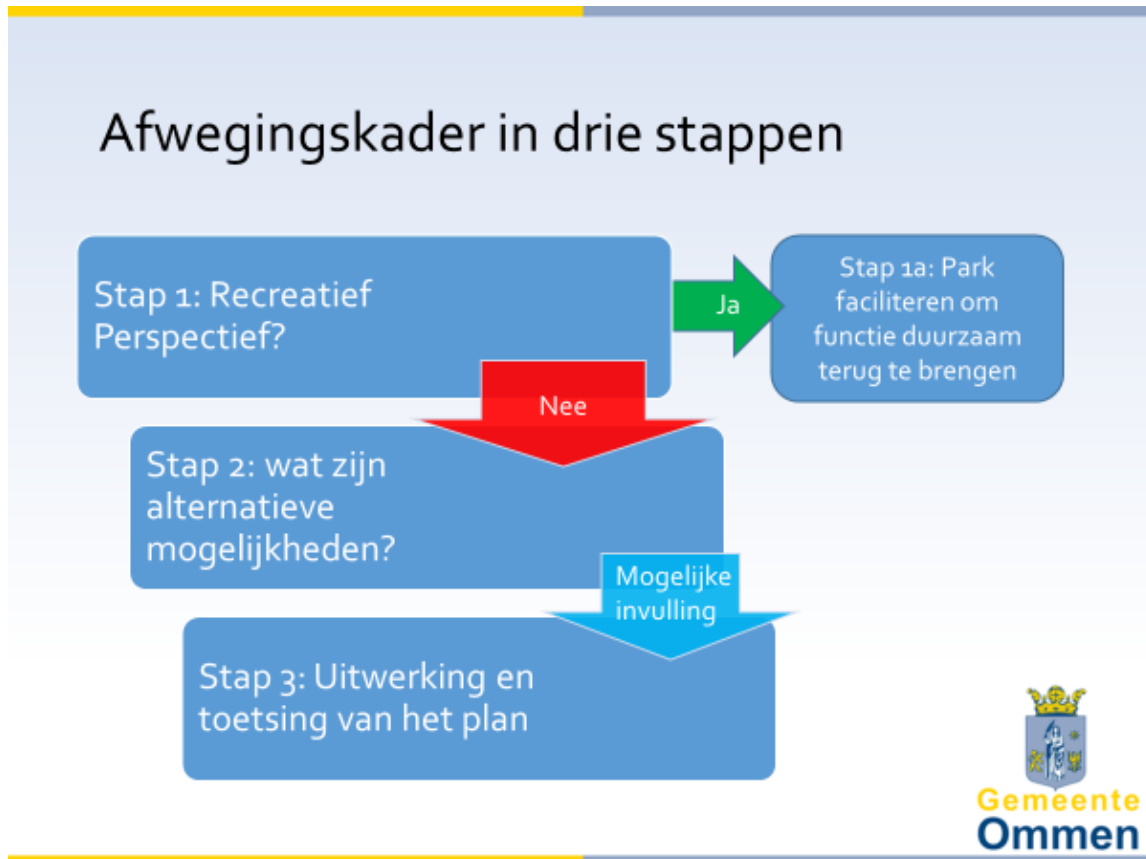 Afwegingskader in drie stappen
Stap 1: Recreatief
Perspectief?
Ja
Stap 1a: Park
faciliteren om
functie duurzaam
terug te brengen
Nee
Stap 2: wat zijn
alternatieve
mogelijkheden?
Mogelijke
invulling
Stap 3: Uitwerking en
toetsing van het plan
Gemeente
Ommen